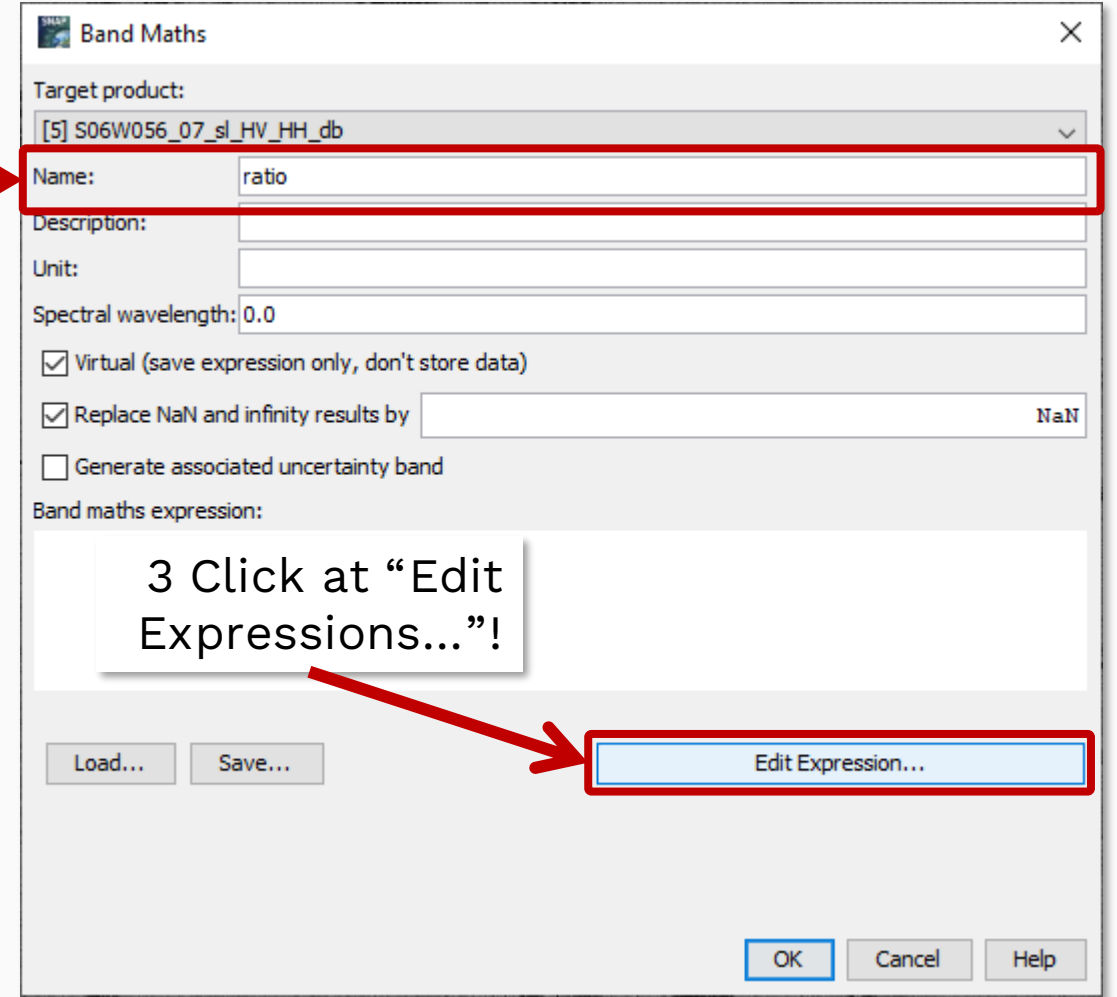 SNAP
Band Maths
Target product:
[5] S06W056_07_sl_HV_HH_db
Name: ratio
Description:
Unit:
Spectral wavelength: 0.0
Virtual (save expression only, don't store data)
Replace NaN and infinity results by NaN
Generate associated uncertainty band
Band maths expression:
3 Click at “Edit
Expressions…”!
Load... Save... Edit Expression...
OK Cancel Help